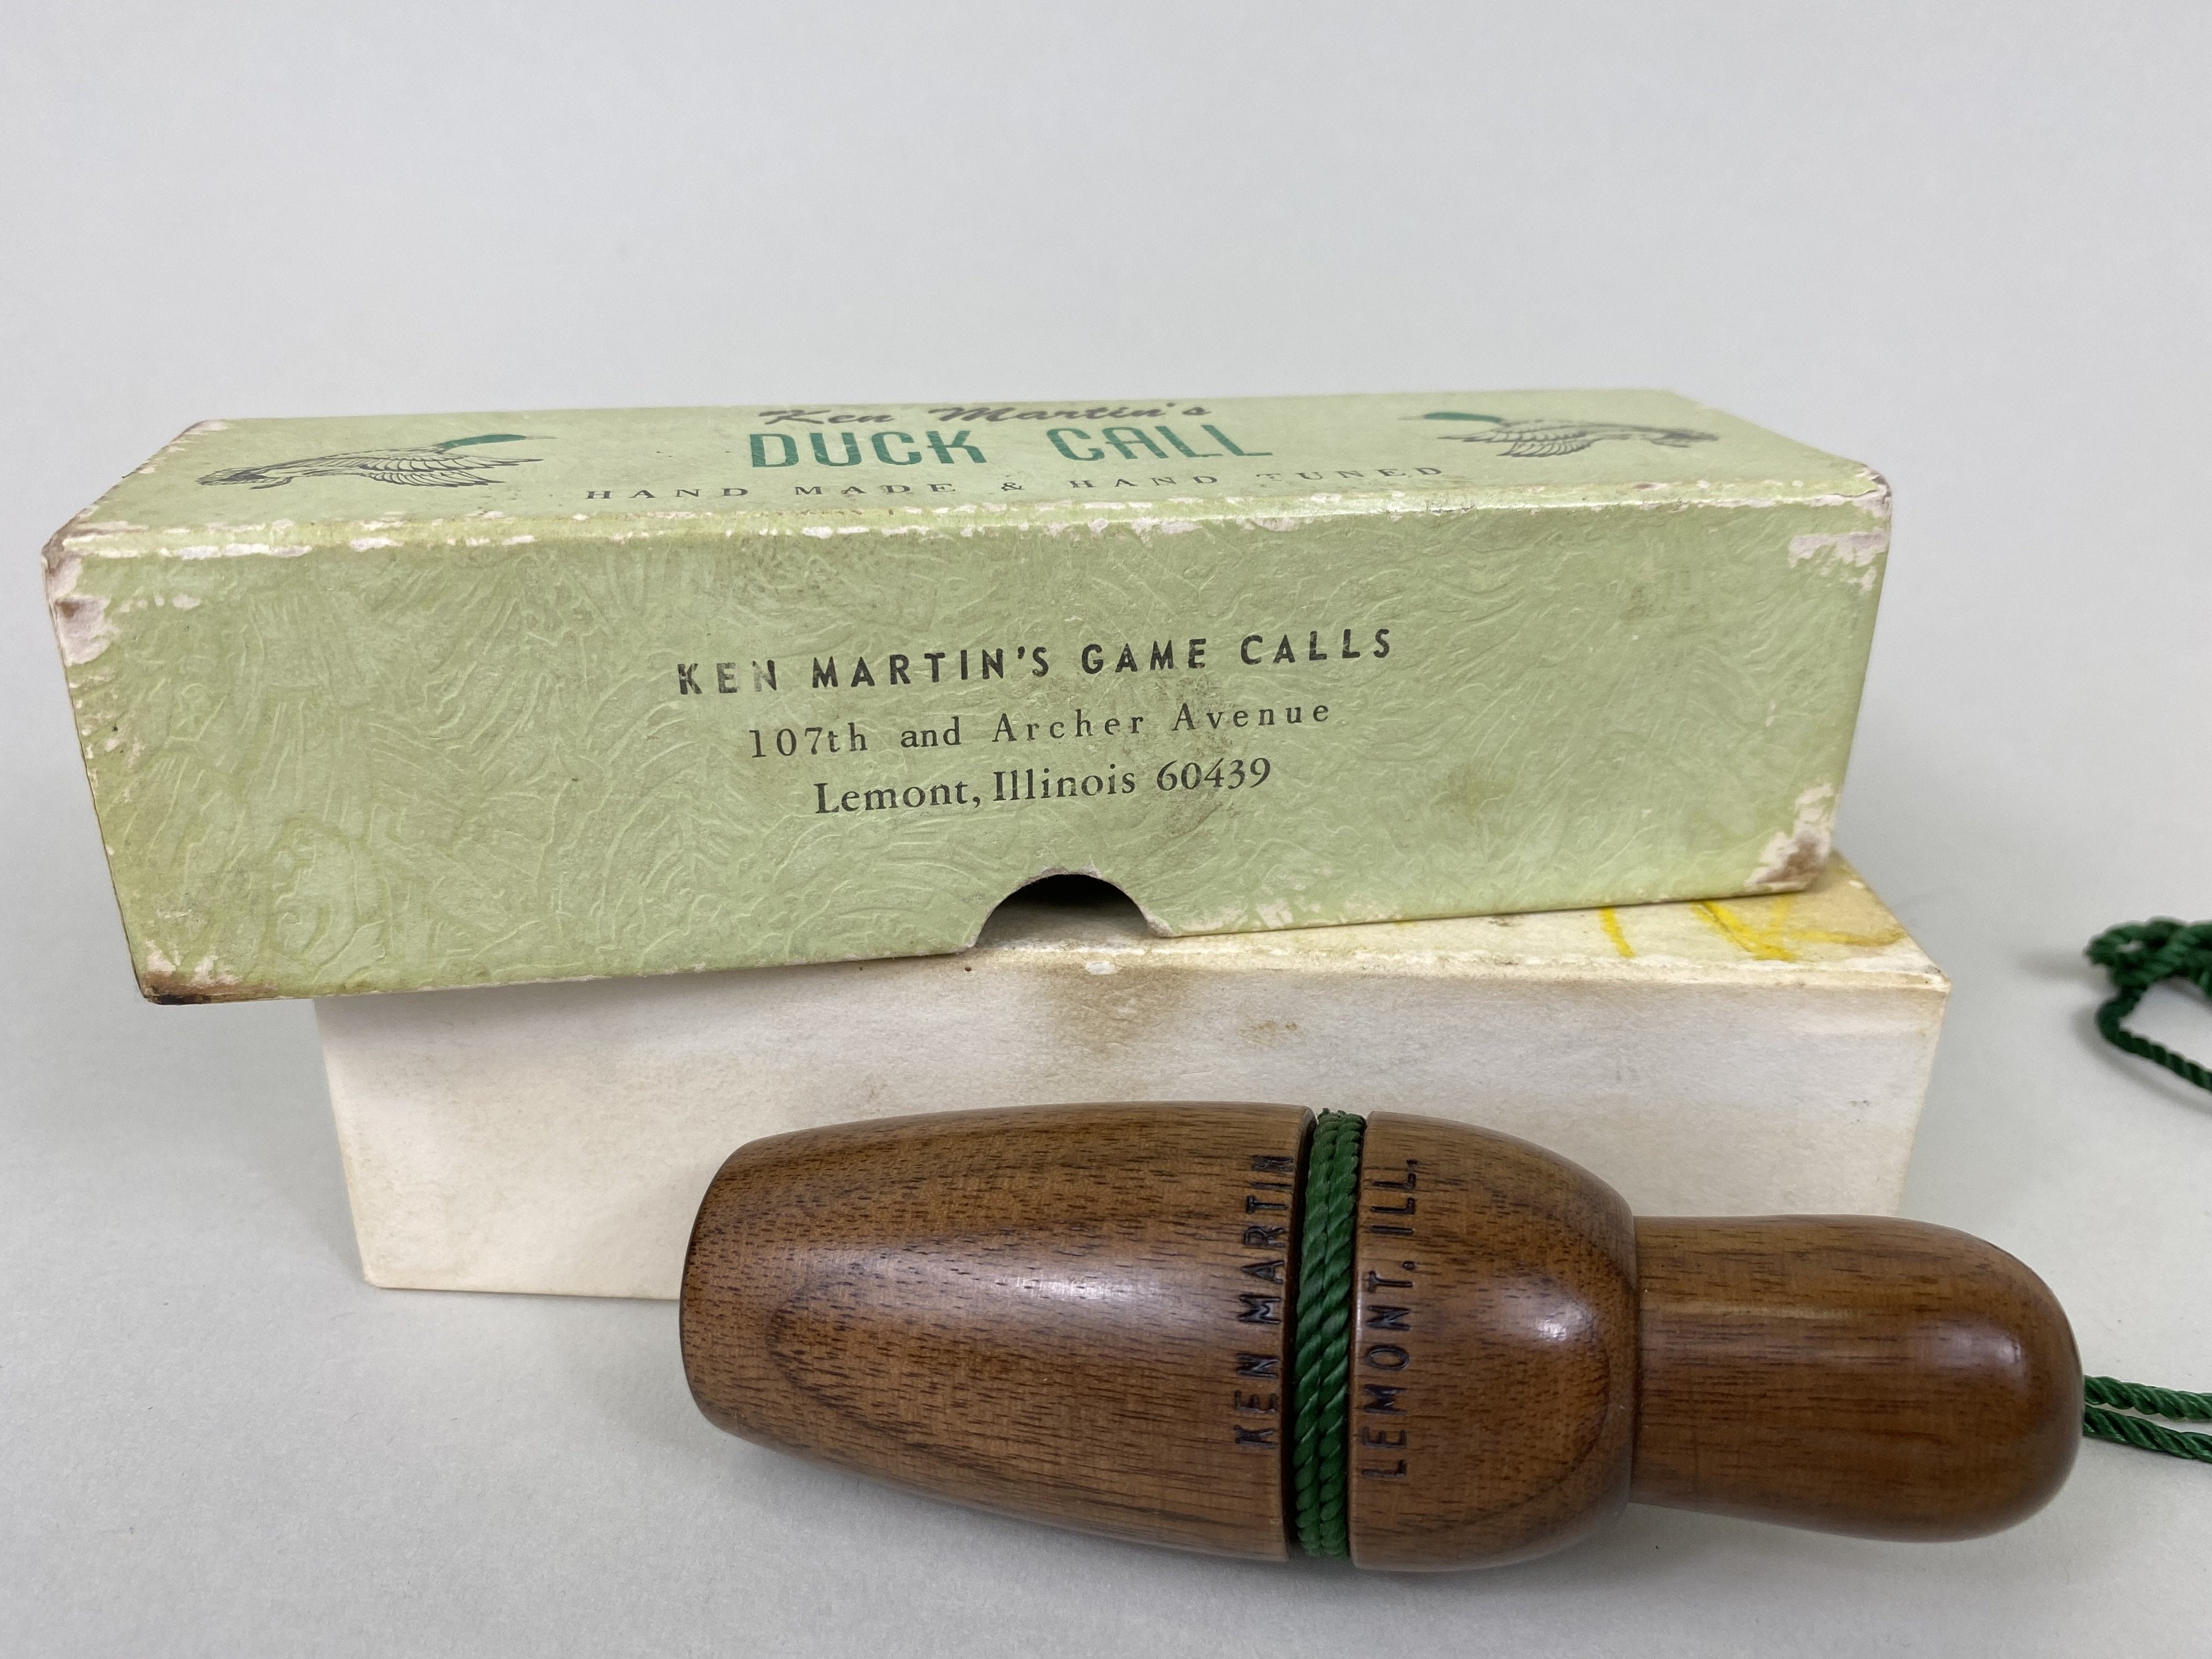 Ken Martin's
DUCK CALL
HAND MADE & HAND TUNED
KEN MARTIN'S GAME CALLS
107th and Archer Avenue
Lemont, Illinois 60439
KEN MARTIN
LEMONT. ILL.